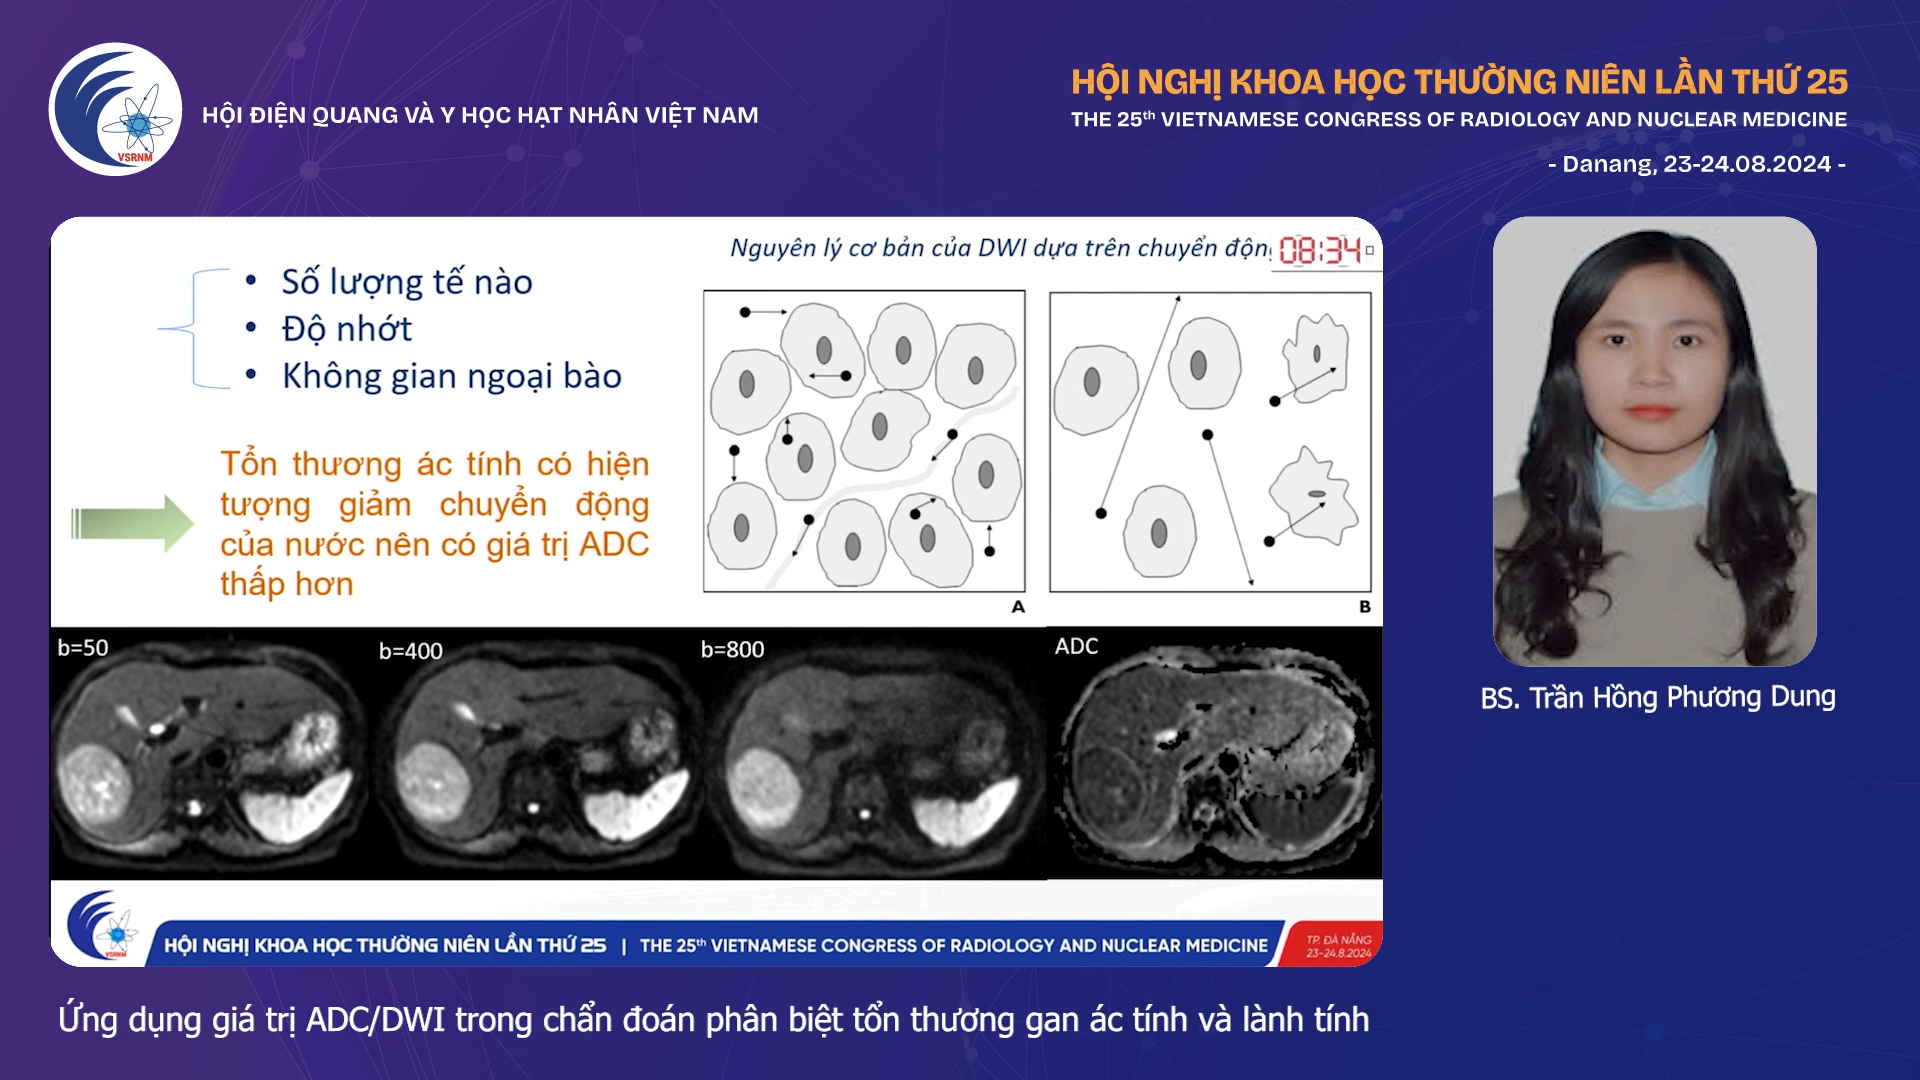 VSRNM
HỘI ĐIỆN QUANG VÀ Y HỌC HẠT NHÂN VIỆT NAM
HỘI NGHỊ KHOA HỌC THƯỜNG NIÊN LẦN THỨ 25
THE 25th VIETNAMESE CONGRESS OF RADIOLOGY AND NUCLEAR MEDICINE
- Danang, 23-24.08.2024 -
Nguyên lý cơ bản của DWI dựa trên chuyển động
08:34
• Số lượng tế nào
• Độ nhớt
• Không gian ngoại bào
Tổn thương ác tính có hiện
tượng giảm chuyển động
của nước nên có giá trị ADC
thấp hơn
A
B
b=50
b=400
b=800
ADC
VSRNM
HỘI NGHỊ KHOA HỌC THƯỜNG NIÊN LẦN THỨ 25 | THE 25th VIETNAMESE CONGRESS OF RADIOLOGY AND NUCLEAR MEDICINE
TP. ĐÀ NẴNG
23-24.8.2024
BS. Trần Hồng Phương Dung
Ứng dụng giá trị ADC/DWI trong chẩn đoán phân biệt tổn thương gan ác tính và lành tính